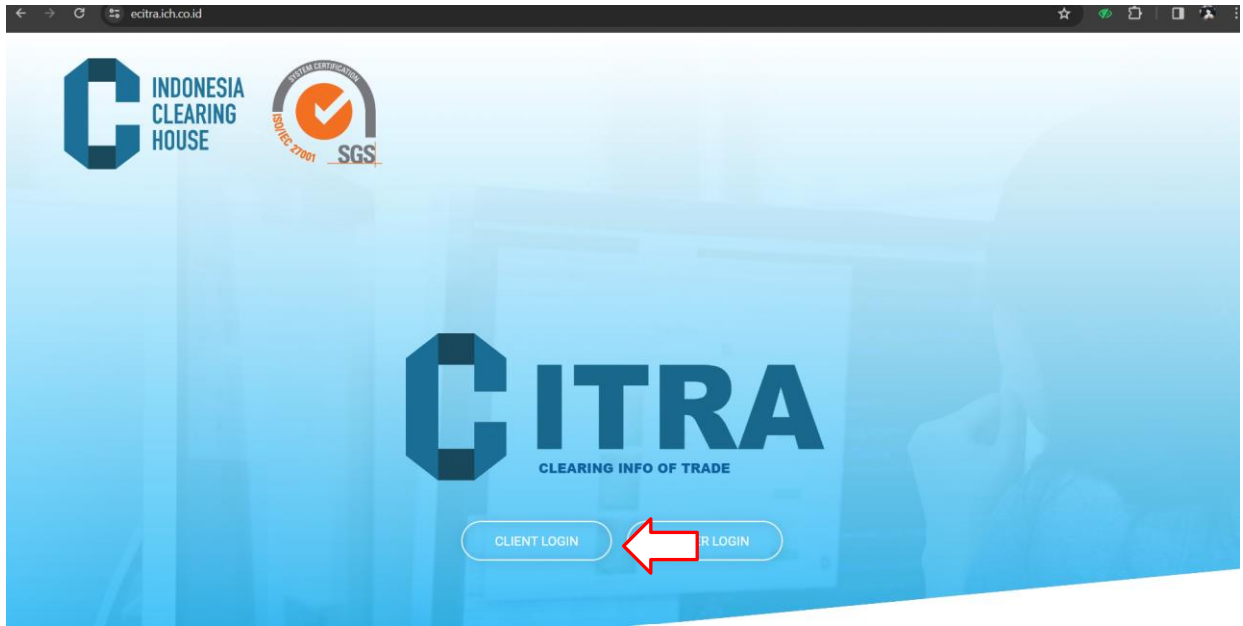 ecitra.ich.co.id
INDONESIA
CLEARING
HOUSE
SYSTEM CERTIFICATION
ISO/IEC 27001
SGS
CITRA
CLEARING INFO OF TRADE
CLIENT LOGIN
LOGIN